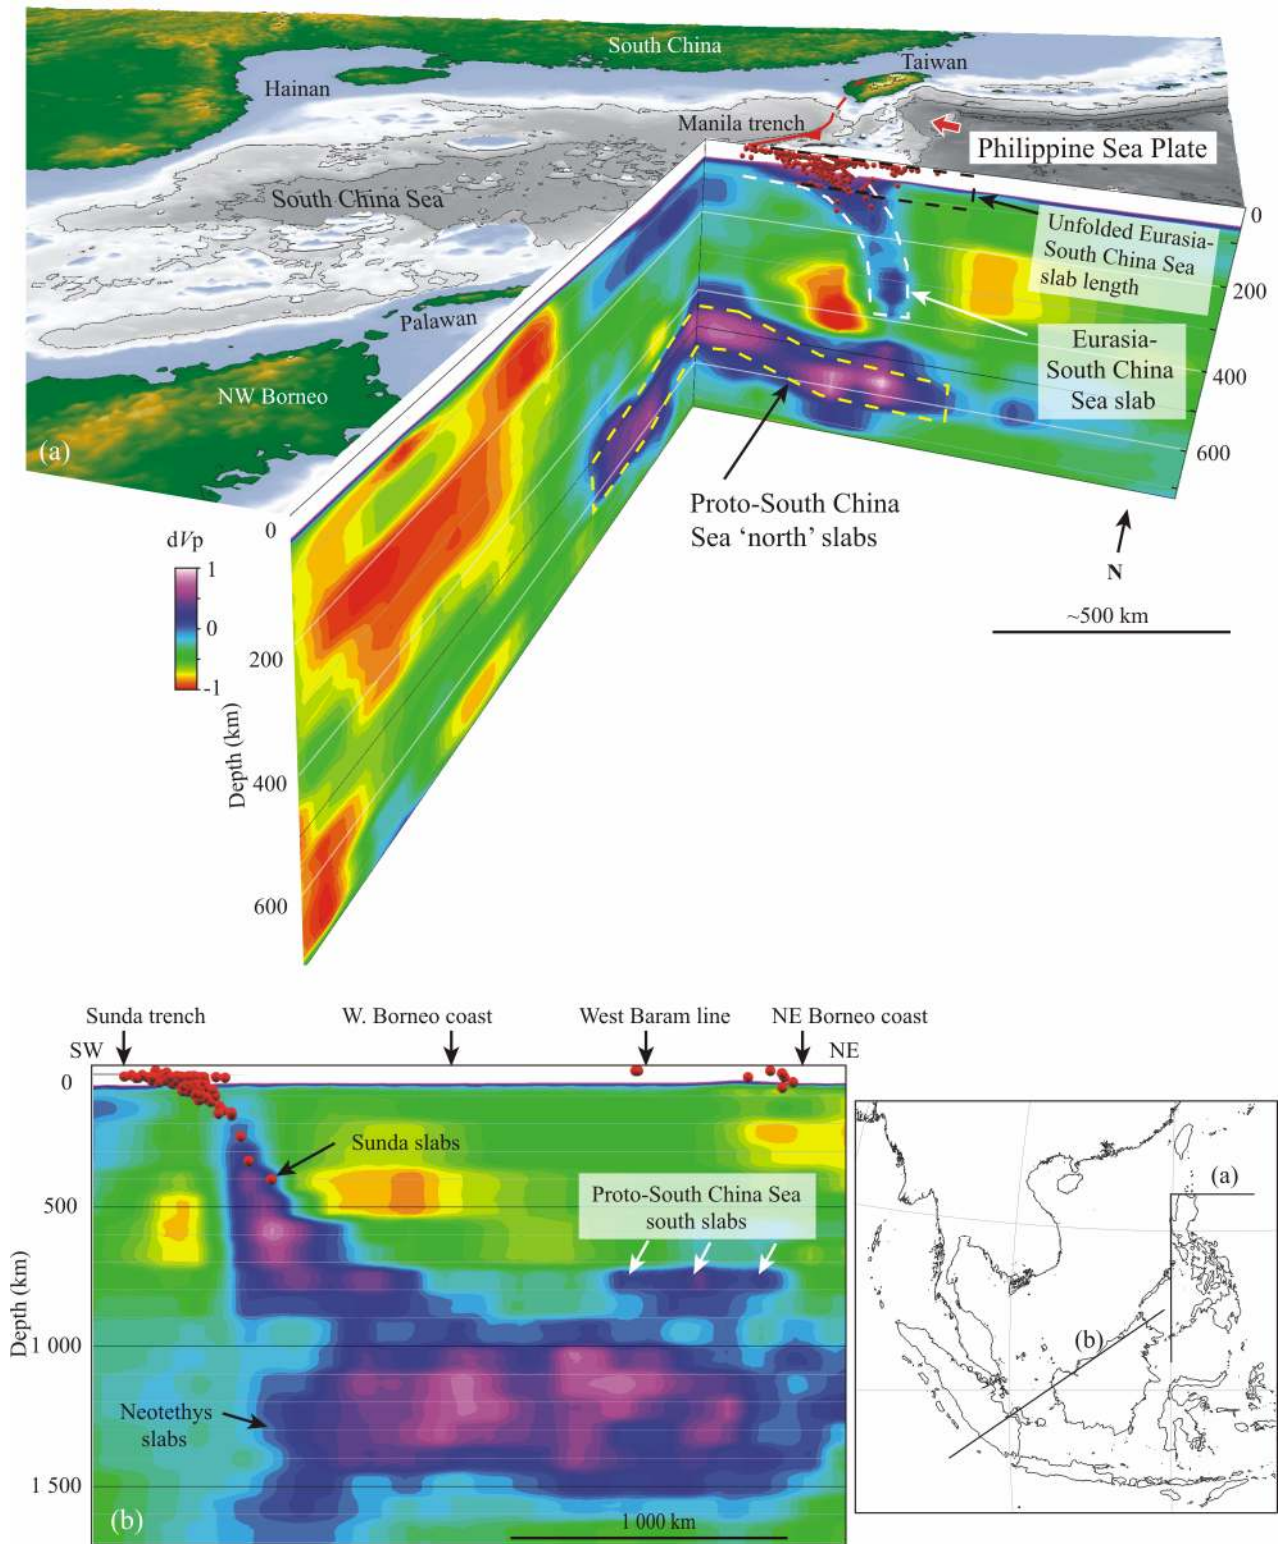 South China
Taiwan
Hainan
Manila trench
Philippine Sea Plate
South China Sea
0
Unfolded Eurasia-
South China Sea
slab length
200
Palawan
Eurasia-
South China
Sea slab
400
NW Borneo
(a)
600
Proto-South China
Sea ‘north’ slabs
0
dVp
1
0
-1
N
~500 km
200
Depth (km)
400
600
Sunda trench
W. Borneo coast
West Baram line
NE Borneo coast
SW
NE
0
Sunda slabs
Proto-South China Sea
south slabs
500
Depth (km)
1 000
Neotethys
slabs
1 500
(b)
1 000 km
(a)
(b)